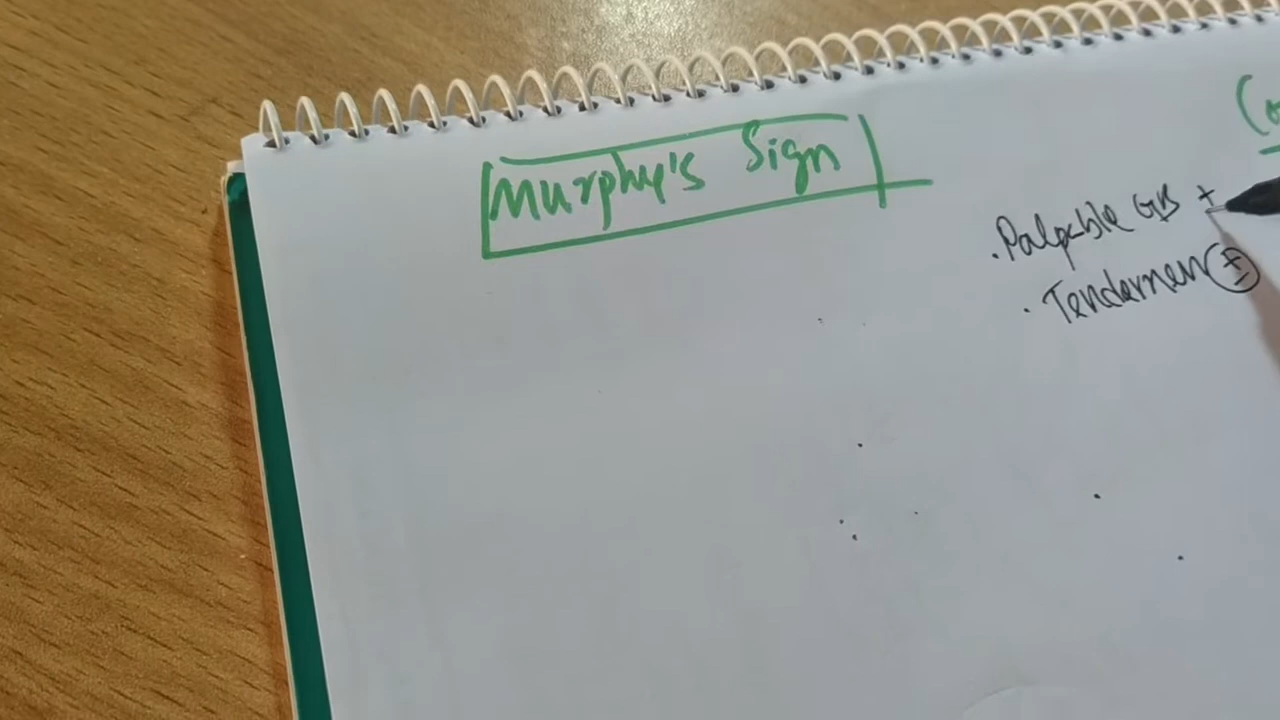 Murphy's Sign
(o
. Palpable GB +
. Tenderness ±